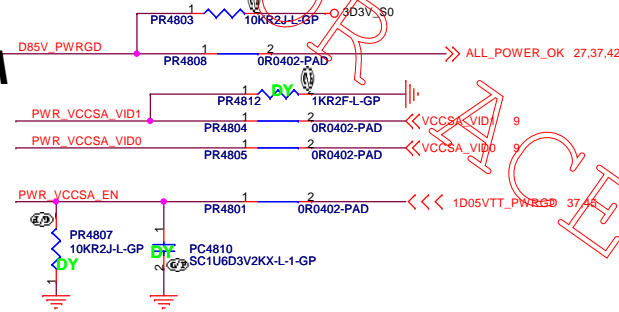 3D3V_S0
PR4803 10KR2J-L-GP
D85V_PWRGD 1 2 ALL_POWER_OK 27,37,42
PR4808 0R0402-PAD
DY
PR4812 1KR2F-L-GP
PWR_VCCSA_VID1 1 2 VCCSA_VID1 9
PR4804 0R0402-PAD
PWR_VCCSA_VID0 1 2 VCCSA_VID0 9
PR4805 0R0402-PAD
PWR_VCCSA_EN 1 2 1D05VTT_PWRGD 37,45
PR4801 0R0402-PAD
PR4807
10KR2J-L-GP
DY
1
1
PC4810
DY
SC1U6D3V2KX-L-1-GP
2
R
ACE